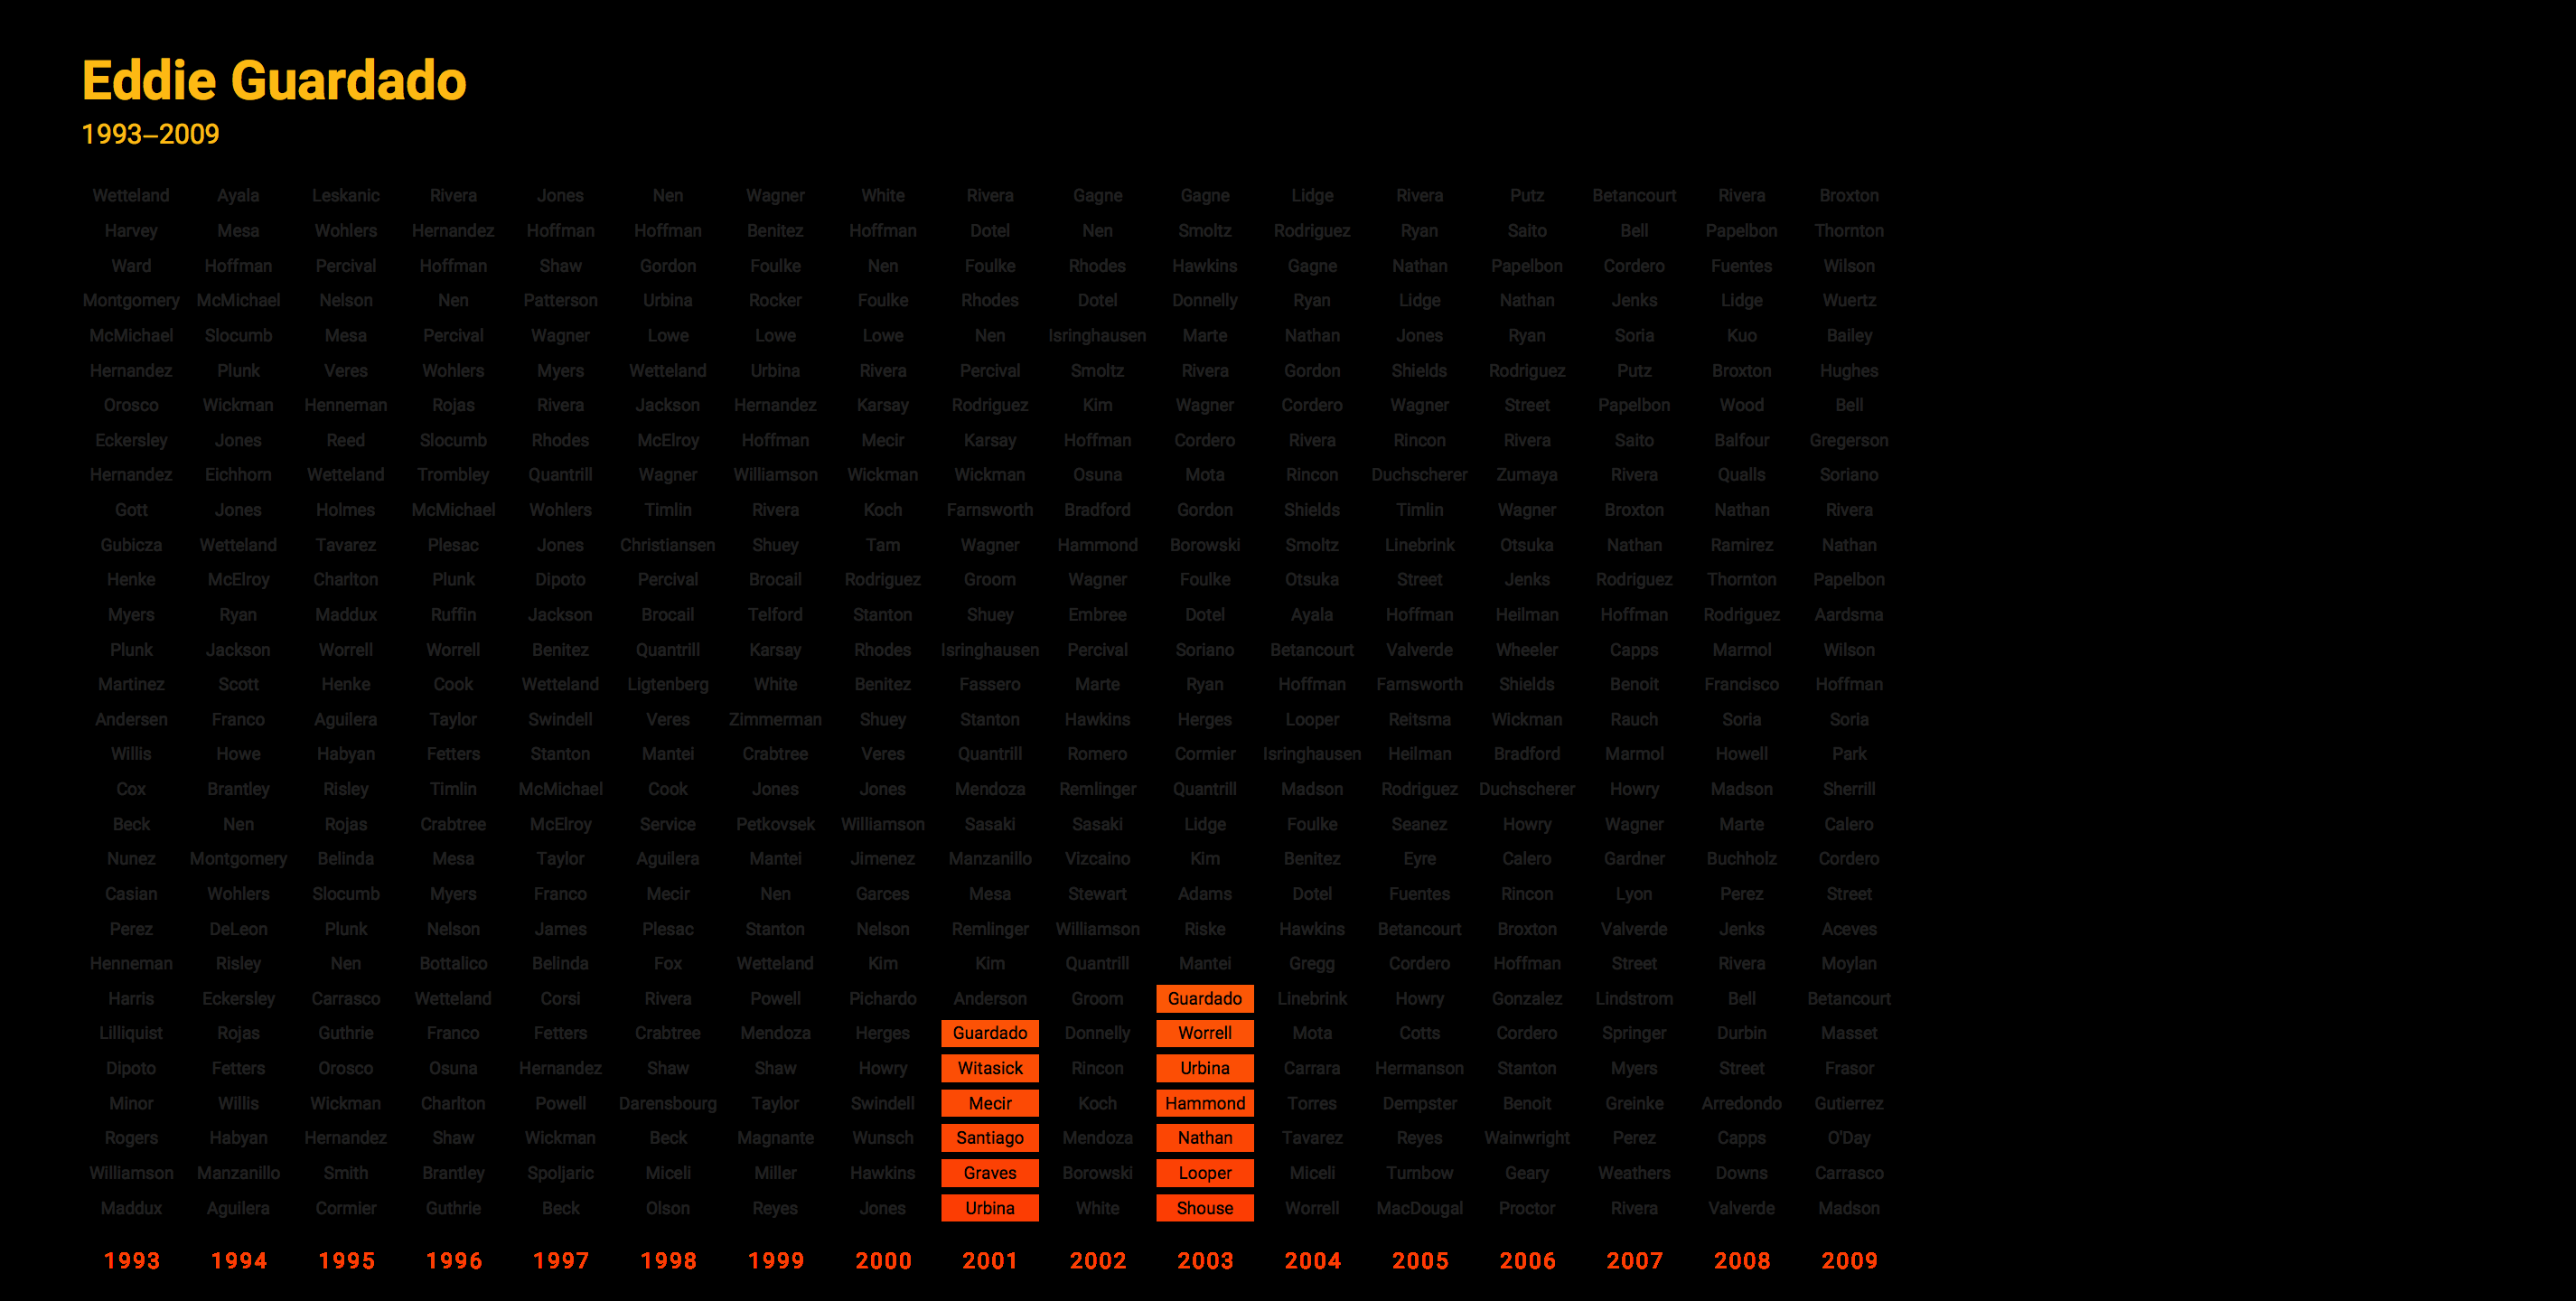 Eddie Guardado
1993–2009
Wetteland Ayala Leskanic Rivera Jones Nen Wagner White Rivera Gagne Gagne Lidge Rivera Putz Betancourt Rivera Broxton
Harvey Mesa Wohlers Hernandez Hoffman Hoffman Benitez Hoffman Dotel Nen Smoltz Rodriguez Ryan Saito Bell Papelbon Thornton
Ward Hoffman Percival Hoffman Shaw Gordon Foulke Nen Foulke Rhodes Hawkins Gagne Nathan Papelbon Cordero Fuentes Wilson
Montgomery McMichael Nelson Nen Patterson Urbina Rocker Foulke Rhodes Dotel Donnelly Ryan Lidge Nathan Jenks Lidge Wuertz
McMichael Slocumb Mesa Percival Wagner Lowe Lowe Lowe Nen Isringhausen Marte Nathan Jones Ryan Soria Kuo Bailey
Hernandez Plunk Veres Wohlers Myers Wetteland Urbina Rivera Percival Smoltz Rivera Gordon Shields Rodriguez Putz Broxton Hughes
Orosco Wickman Henneman Rojas Rivera Jackson Hernandez Karsay Rodriguez Kim Wagner Cordero Wagner Street Papelbon Wood Bell
Eckersley Jones Reed Slocumb Rhodes McElroy Hoffman Mecir Karsay Hoffman Cordero Rivera Rincon Rivera Saito Balfour Gregerson
Hernandez Eichhorn Wetteland Trombley Quantrill Wagner Williamson Wickman Wickman Osuna Mota Rincon Duchscherer Zumaya Rivera Qualls Soriano
Gott Jones Holmes McMichael Wohlers Timlin Rivera Koch Farnsworth Bradford Gordon Shields Timlin Wagner Broxton Nathan Rivera
Gubicza Wetteland Tavarez Plesac Jones Christiansen Shuey Tam Wagner Hammond Borowski Smoltz Linebrink Otsuka Nathan Ramirez Nathan
Henke McElroy Charlton Plunk Dipoto Percival Brocail Rodriguez Groom Wagner Foulke Otsuka Street Jenks Rodriguez Thornton Papelbon
Myers Ryan Maddux Ruffin Jackson Brocail Telford Stanton Shuey Embree Dotel Ayala Hoffman Heilman Hoffman Rodriguez Aardsma
Plunk Jackson Worrell Worrell Benitez Quantrill Karsay Rhodes Isringhausen Percival Soriano Betancourt Valverde Wheeler Capps Marmol Wilson
Martinez Scott Henke Cook Wetteland Ligtenberg White Benitez Fassero Marte Ryan Hoffman Farnsworth Shields Benoit Francisco Hoffman
Andersen Franco Aguilera Taylor Swindell Veres Zimmerman Shuey Stanton Hawkins Herges Looper Reitsma Wickman Rauch Soria Soria
Willis Howe Habyan Fetters Stanton Mantei Crabtree Veres Quantrill Romero Cormier Isringhausen Heilman Bradford Marmol Howell Park
Cox Brantley Risley Timlin McMichael Cook Jones Jones Mendoza Remlinger Quantrill Madson Rodriguez Duchscherer Howry Madson Sherrill
Beck Nen Rojas Crabtree McElroy Service Petkovsek Williamson Sasaki Sasaki Lidge Foulke Seanez Howry Wagner Marte Calero
Nunez Montgomery Belinda Mesa Taylor Aguilera Mantei Jimenez Manzanillo Vizcaino Kim Benitez Eyre Calero Gardner Buchholz Cordero
Casian Wohlers Slocumb Myers Franco Mecir Nen Garces Mesa Stewart Adams Dotel Fuentes Rincon Lyon Perez Street
Perez DeLeon Plunk Nelson James Plesac Stanton Nelson Remlinger Williamson Riske Hawkins Betancourt Broxton Valverde Jenks Aceves
Henneman Risley Nen Bottalico Belinda Fox Wetteland Kim Kim Quantrill Mantei Gregg Cordero Hoffman Street Rivera Moylan
Harris Eckersley Carrasco Wetteland Corsi Rivera Powell Pichardo Anderson Groom Guardado Linebrink Howry Gonzalez Lindstrom Bell Betancourt
Lilliquist Rojas Guthrie Franco Fetters Crabtree Mendoza Herges Guardado Donnelly Worrell Mota Cotts Cordero Springer Durbin Masset
Dipoto Fetters Orosco Osuna Hernandez Shaw Shaw Howry Witasick Rincon Urbina Carrara Hermanson Stanton Myers Street Frasor
Minor Willis Wickman Charlton Powell Darensbourg Taylor Swindell Mecir Koch Hammond Torres Dempster Benoit Greinke Arredondo Gutierrez
Rogers Habyan Hernandez Shaw Wickman Beck Magnante Wunsch Santiago Mendoza Nathan Tavarez Reyes Wainwright Perez Capps O'Day
Williamson Manzanillo Smith Brantley Spoljaric Miceli Miller Hawkins Graves Borowski Looper Miceli Turnbow Geary Weathers Downs Carrasco
Maddux Aguilera Cormier Guthrie Beck Olson Reyes Jones Urbina White Shouse Worrell MacDougal Proctor Rivera Valverde Madson
1993 1994 1995 1996 1997 1998 1999 2000 2001 2002 2003 2004 2005 2006 2007 2008 2009